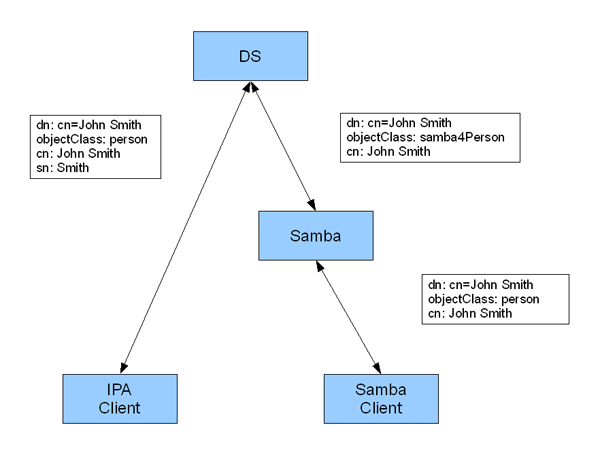 DS
dn: cn=John Smith
objectClass: person
cn: John Smith
sn: Smith
dn: cn=John Smith
objectClass: samba4Person
cn: John Smith
Samba
dn: cn=John Smith
objectClass: person
cn: John Smith
IPA
Client
Samba
Client